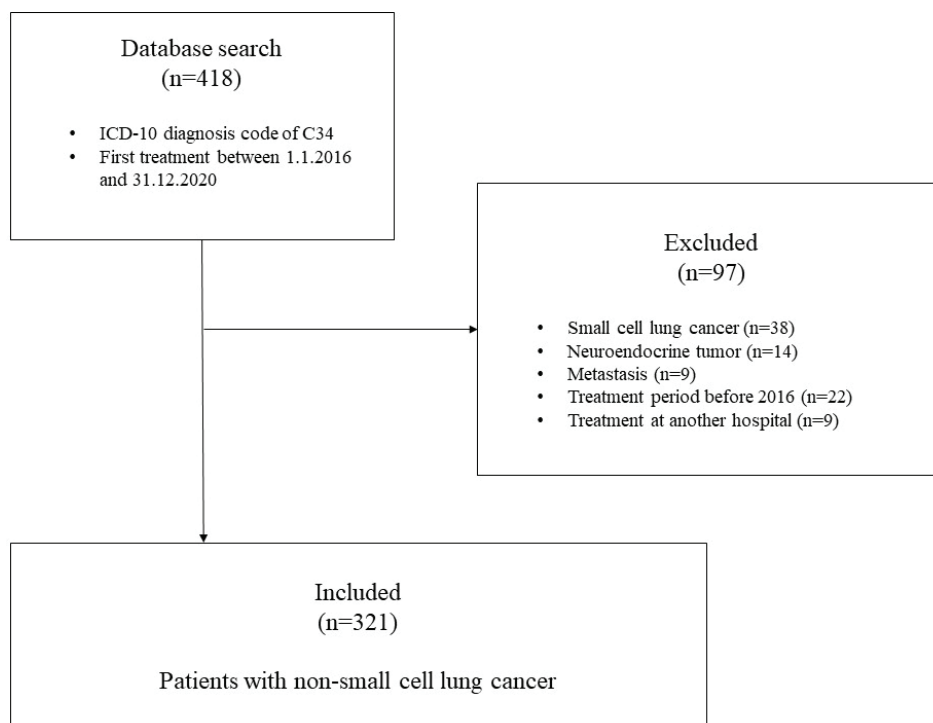 Database search
(n=418)
• ICD-10 diagnosis code of C34
• First treatment between 1.1.2016
and 31.12.2020
Excluded
(n=97)
• Small cell lung cancer (n=38)
• Neuroendocrine tumor (n=14)
• Metastasis (n=9)
• Treatment period before 2016 (n=22)
• Treatment at another hospital (n=9)
Included
(n=321)
Patients with non-small cell lung cancer